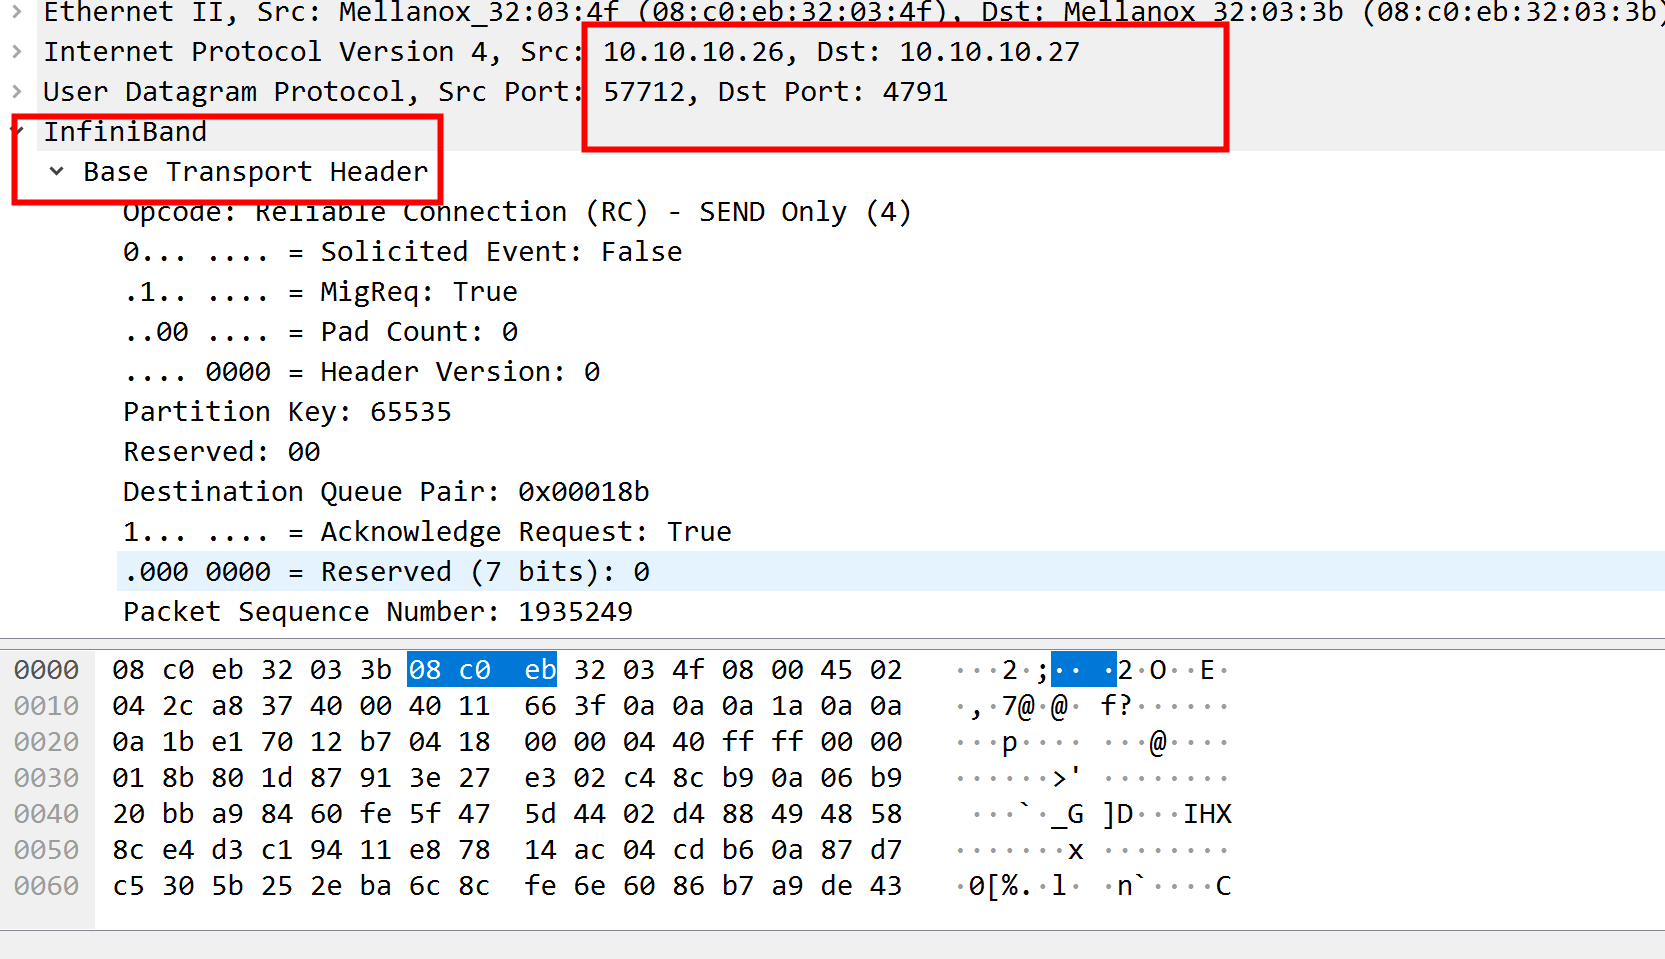 Ethernet II, Src: Mellanox_32:03:4f (08:c0:eb:32:03:4f), Dst: Mellanox_32:03:3b (08:c0:eb:32:03:3b)
Internet Protocol Version 4, Src: 10.10.10.26, Dst: 10.10.10.27
User Datagram Protocol, Src Port: 57712, Dst Port: 4791
InfiniBand
Base Transport Header
Opcode: Reliable Connection (RC) - SEND Only (4)
0... .... = Solicited Event: False
.1.. .... = MigReq: True
..00 .... = Pad Count: 0
.... 0000 = Header Version: 0
Partition Key: 65535
Reserved: 00
Destination Queue Pair: 0x00018b
1... .... = Acknowledge Request: True
.000 0000 = Reserved (7 bits): 0
Packet Sequence Number: 1935249
0000 08 c0 eb 32 03 3b 08 c0 eb 32 03 4f 08 00 45 02 ···2·;·· ·2·O··E·
0010 04 2c a8 37 40 00 40 11 66 3f 0a 0a 0a 1a 0a 0a ·,·7@·@· f?······
0020 0a 1b e1 70 12 b7 04 18 00 00 04 40 ff ff 00 00 ···p···· ···@····
0030 01 8b 80 1d 87 91 3e 27 e3 02 c4 8c b9 0a 06 b9 ······>' ········
0040 20 bb a9 84 60 fe 5f 47 5d 44 02 d4 88 49 48 58 ···`·_G ]D···IHX
0050 8c e4 d3 c1 94 11 e8 78 14 ac 04 cd b6 0a 87 d7 ·······x ········
0060 c5 30 5b 25 2e ba 6c 8c fe 6e 60 86 b7 a9 de 43 ·0[%.·l· ·n`····C